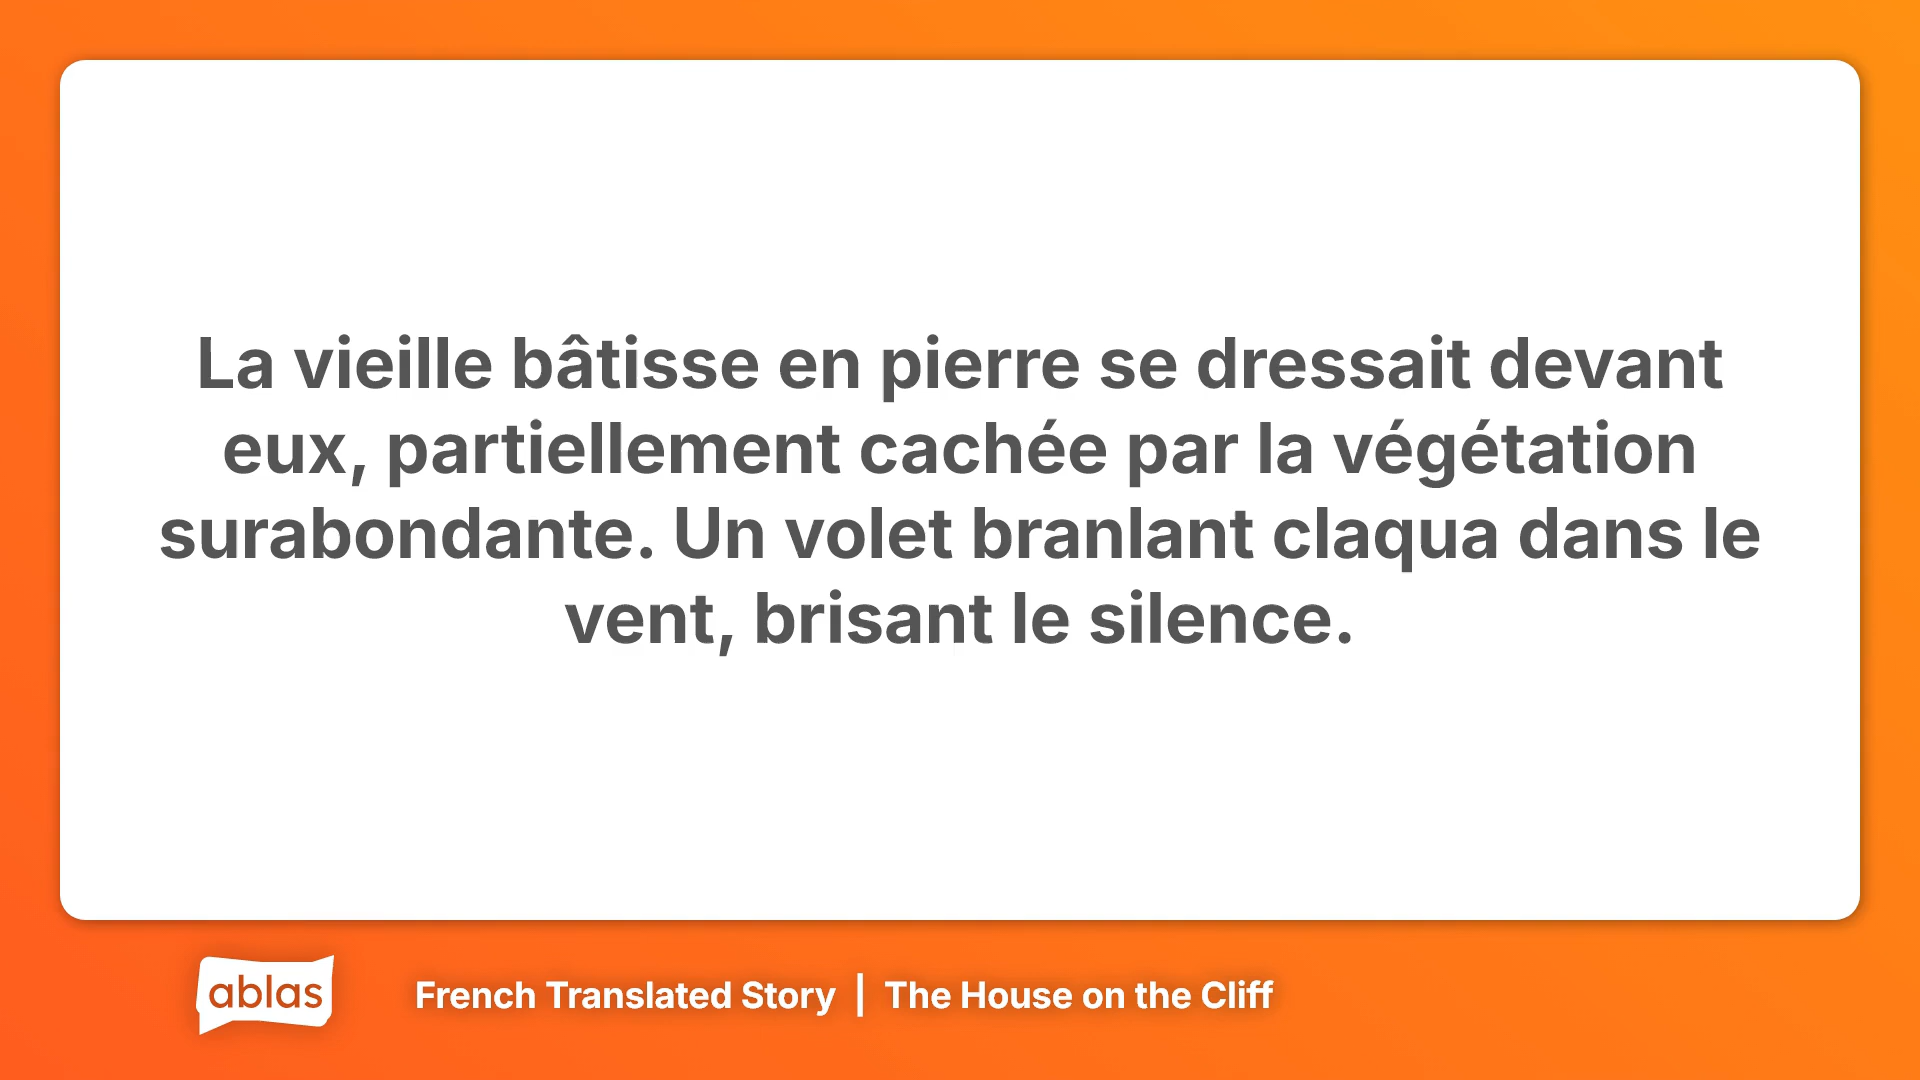 La vieille bâtisse en pierre se dressait devant
eux, partiellement cachée par la végétation
surabondante. Un volet branlant claqua dans le
vent, brisant le silence.
ablas
French Translated Story | The House on the Cliff